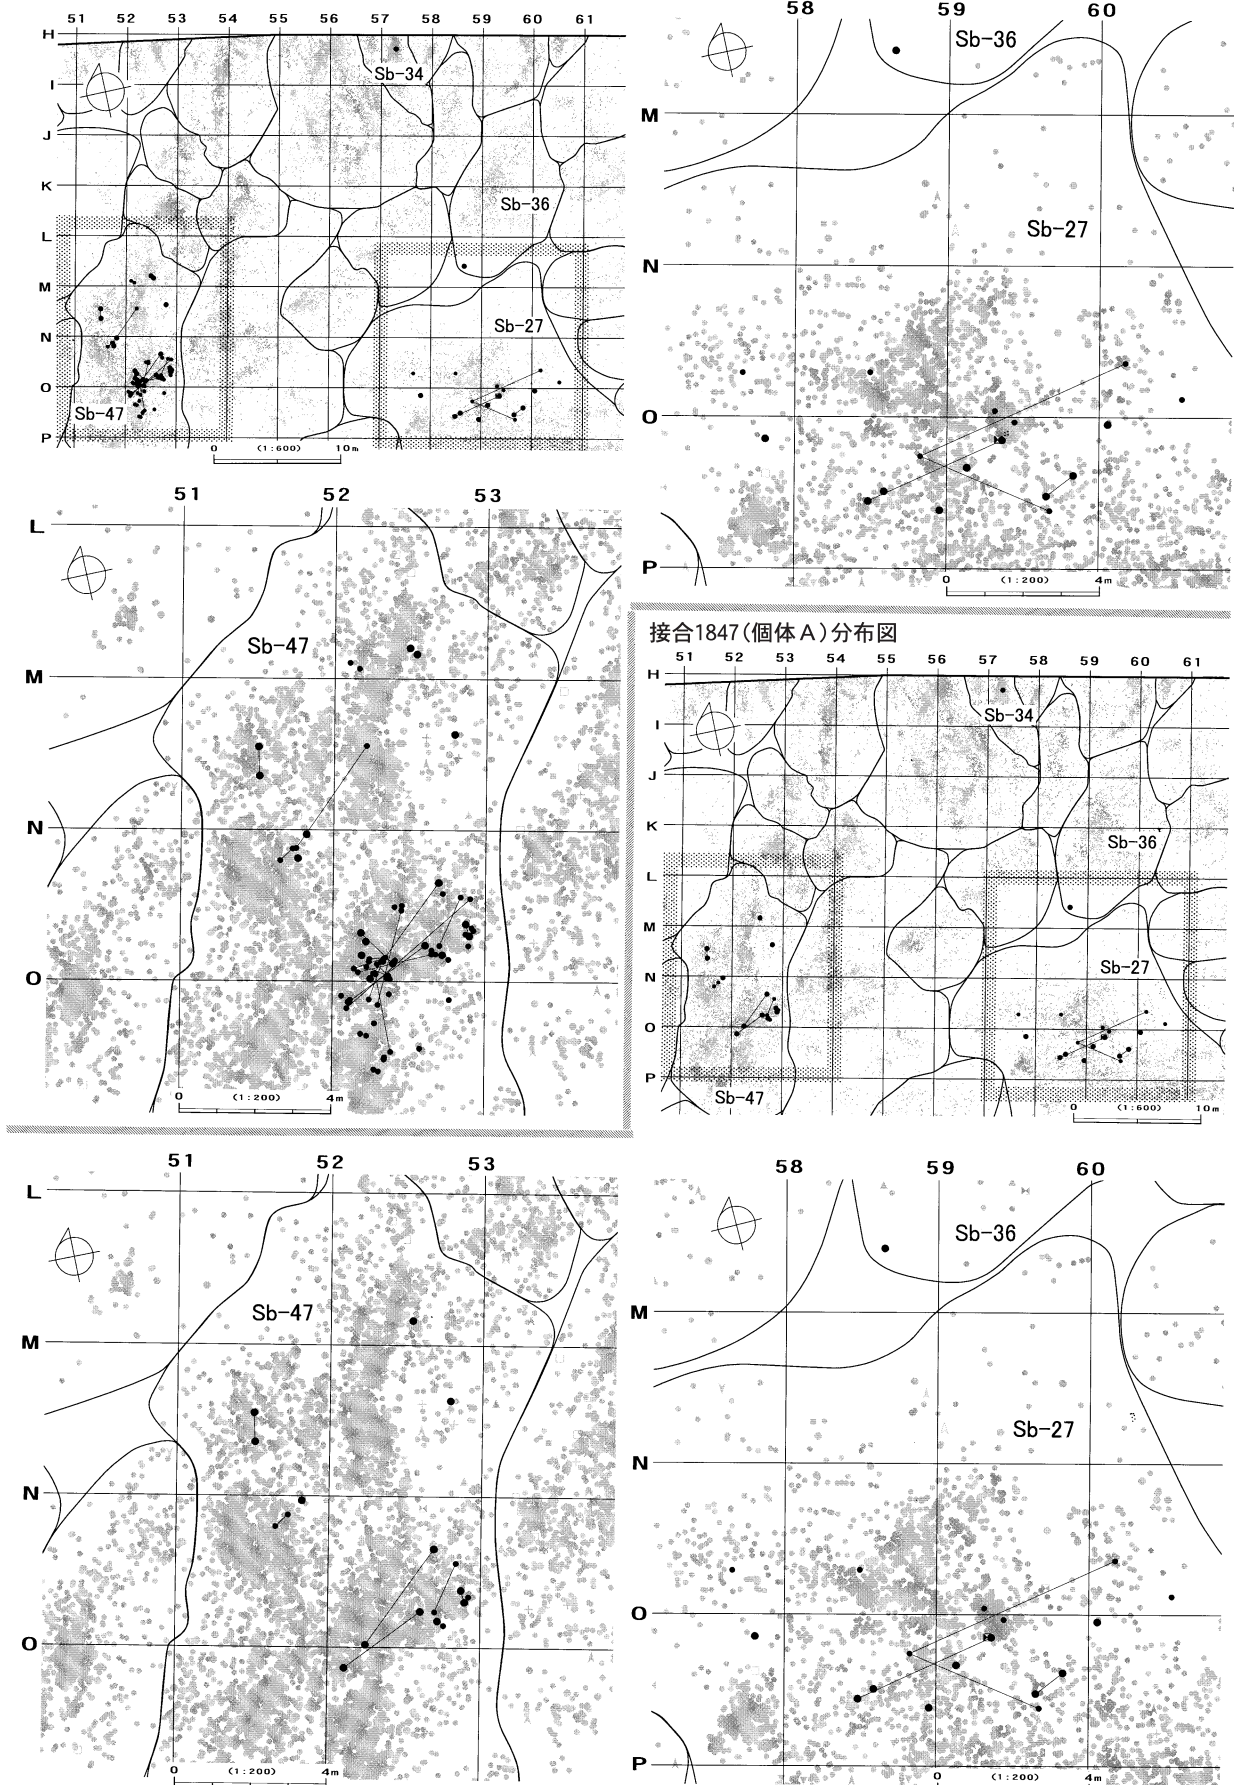 51 52 53 54 55 56 57 58 59 60 61
H
Sb-34
I
J
K
Sb-36
L
M
Sb-27
N
O
Sb-47
P
0 (1:600) 10m
58 59 60
Sb-36
M
Sb-27
N
O
P
0 (1:200) 4m
51 52 53
L
Sb-47
M
N
O
0 (1:200) 4m
接合1847(個体A)分布図
51 52 53 54 55 56 57 58 59 60 61
H
Sb-34
I
J
K
Sb-36
L
M
Sb-27
N
O
P
Sb-47
0 (1:600) 10m
51 52 53
L
Sb-47
M
N
O
0 (1:200) 4m
58 59 60
Sb-36
M
Sb-27
N
O
P
0 (1:200) 4m